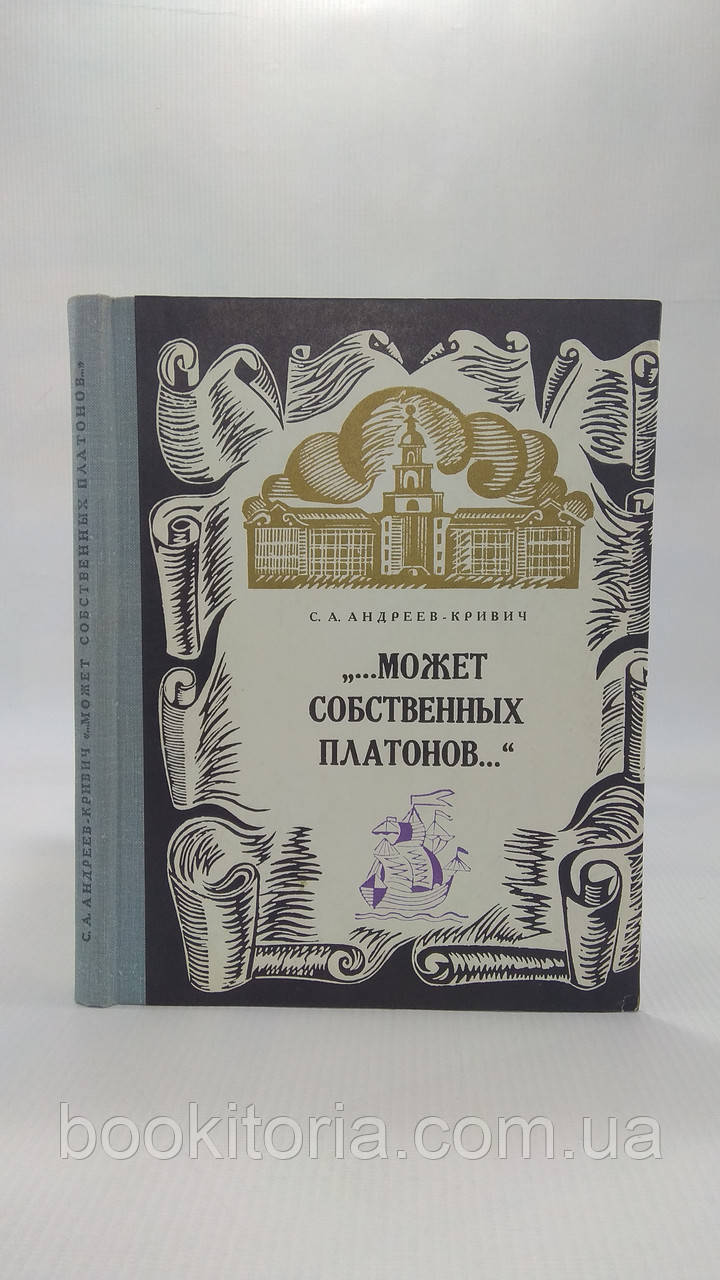 С. А. АНДРЕЕВ-КРИВИЧ «...МОЖЕТ СОБСТВЕННЫХ ПЛАТОНОВ...»
С. А. АНДРЕЕВ-КРИВИЧ
„...МОЖЕТ
СОБСТВЕННЫХ
ПЛАТОНОВ...“
bookitoria.com.ua